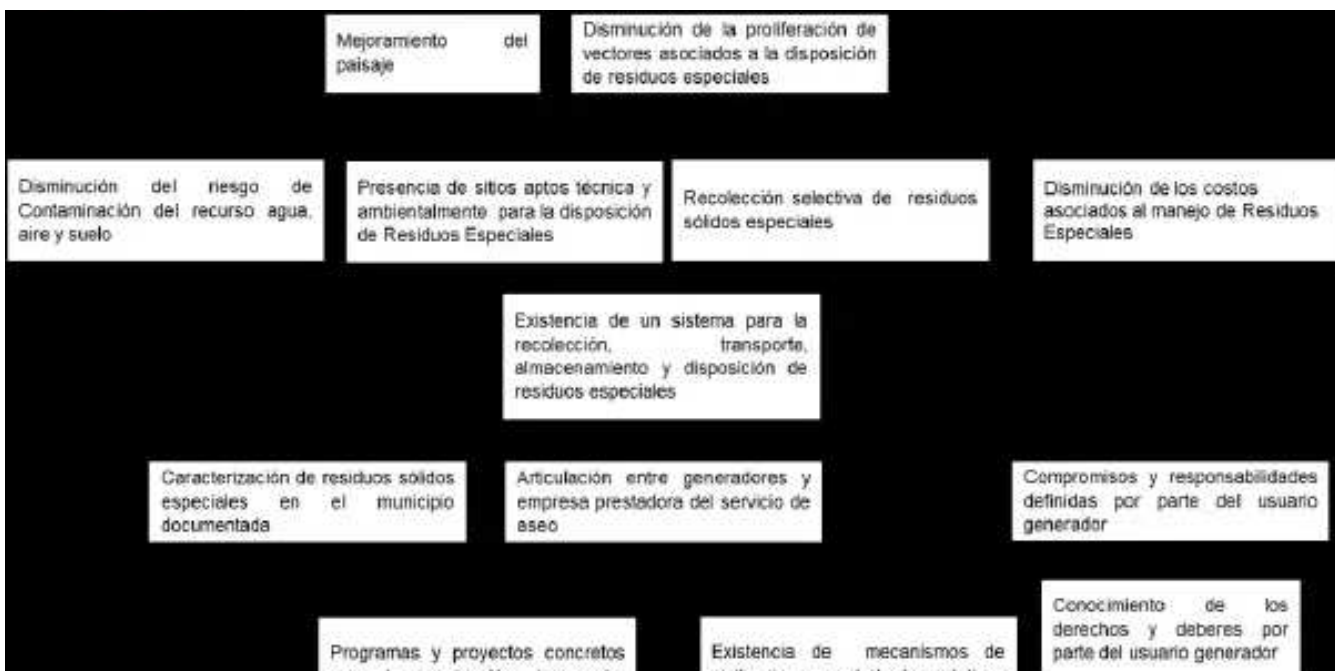 Mejoramiento del
paisaje
Disminución de la proliferación de
vectores asociados a la disposición
de residuos especiales
Disminución del riesgo de
Contaminación del recurso agua,
aire y suelo
Presencia de sitios aptos técnica y
ambientalmente para la disposición
de Residuos Especiales
Recolección selectiva de residuos
sólidos especiales
Disminución de los costos
asociados al manejo de Residuos
Especiales
Existencia de un sistema para la
recolección, transporte,
almacenamiento y disposición de
residuos especiales
Caracterización de residuos sólidos
especiales en el municipio
documentada
Articulación entre generadores y
empresa prestadora del servicio de
aseo
Compromisos y responsabilidades
definidas por parte del usuario
generador
Conocimiento de los
derechos y deberes por
parte del usuario generador
Programas y proyectos concretos
Existencia de mecanismos de